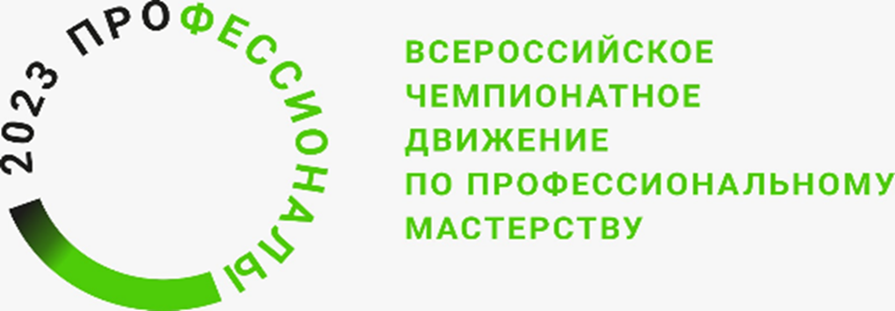 2023 ПРОФЕССИОНАЛЫ
ВСЕРОССИЙСКОЕ
ЧЕМПИОНАТНОЕ
ДВИЖЕНИЕ
ПО ПРОФЕССИОНАЛЬНОМУ
МАСТЕРСТВУ